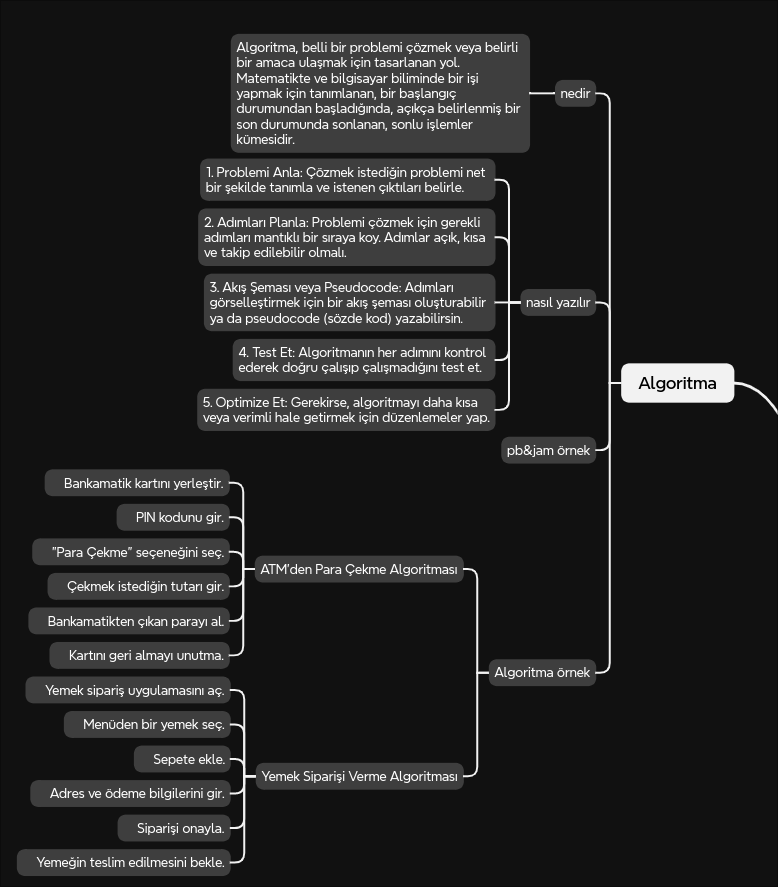 Algoritma, belli bir problemi çözmek veya belirli
bir amaca ulaşmak için tasarlanan yol.
Matematikte ve bilgisayar biliminde bir işi
yapmak için tanımlanan, bir başlangıç
durumundan başladığında, açıkça belirlenmiş bir
son durumunda sonlanan, sonlu işlemler
kümesidir.
nedir
1. Problemi Anla: Çözmek istediğin problemi net
bir şekilde tanımla ve istenen çıktıları belirle.
2. Adımları Planla: Problemi çözmek için gerekli
adımları mantıklı bir sıraya koy. Adımlar açık, kısa
ve takip edilebilir olmalı.
3. Akış Şeması veya Pseudocode: Adımları
görselleştirmek için bir akış şeması oluşturabilir
ya da pseudocode (sözde kod) yazabilirsin.
nasıl yazılır
4. Test Et: Algoritmanın her adımını kontrol
ederek doğru çalışıp çalışmadığını test et.
5. Optimize Et: Gerekirse, algoritmayı daha kısa
veya verimli hale getirmek için düzenlemeler yap.
Algoritma
pb&jam örnek
Bankamatik kartını yerleştir.
PIN kodunu gir.
"Para Çekme" seçeneğini seç.
Çekmek istediğin tutarı gir.
Bankamatikten çıkan parayı al.
Kartını geri almayı unutma.
ATM'den Para Çekme Algoritması
Algoritma örnek
Yemek sipariş uygulamasını aç.
Menüden bir yemek seç.
Sepete ekle.
Adres ve ödeme bilgilerini gir.
Siparişi onayla.
Yemeğin teslim edilmesini bekle.
Yemek Siparişi Verme Algoritması